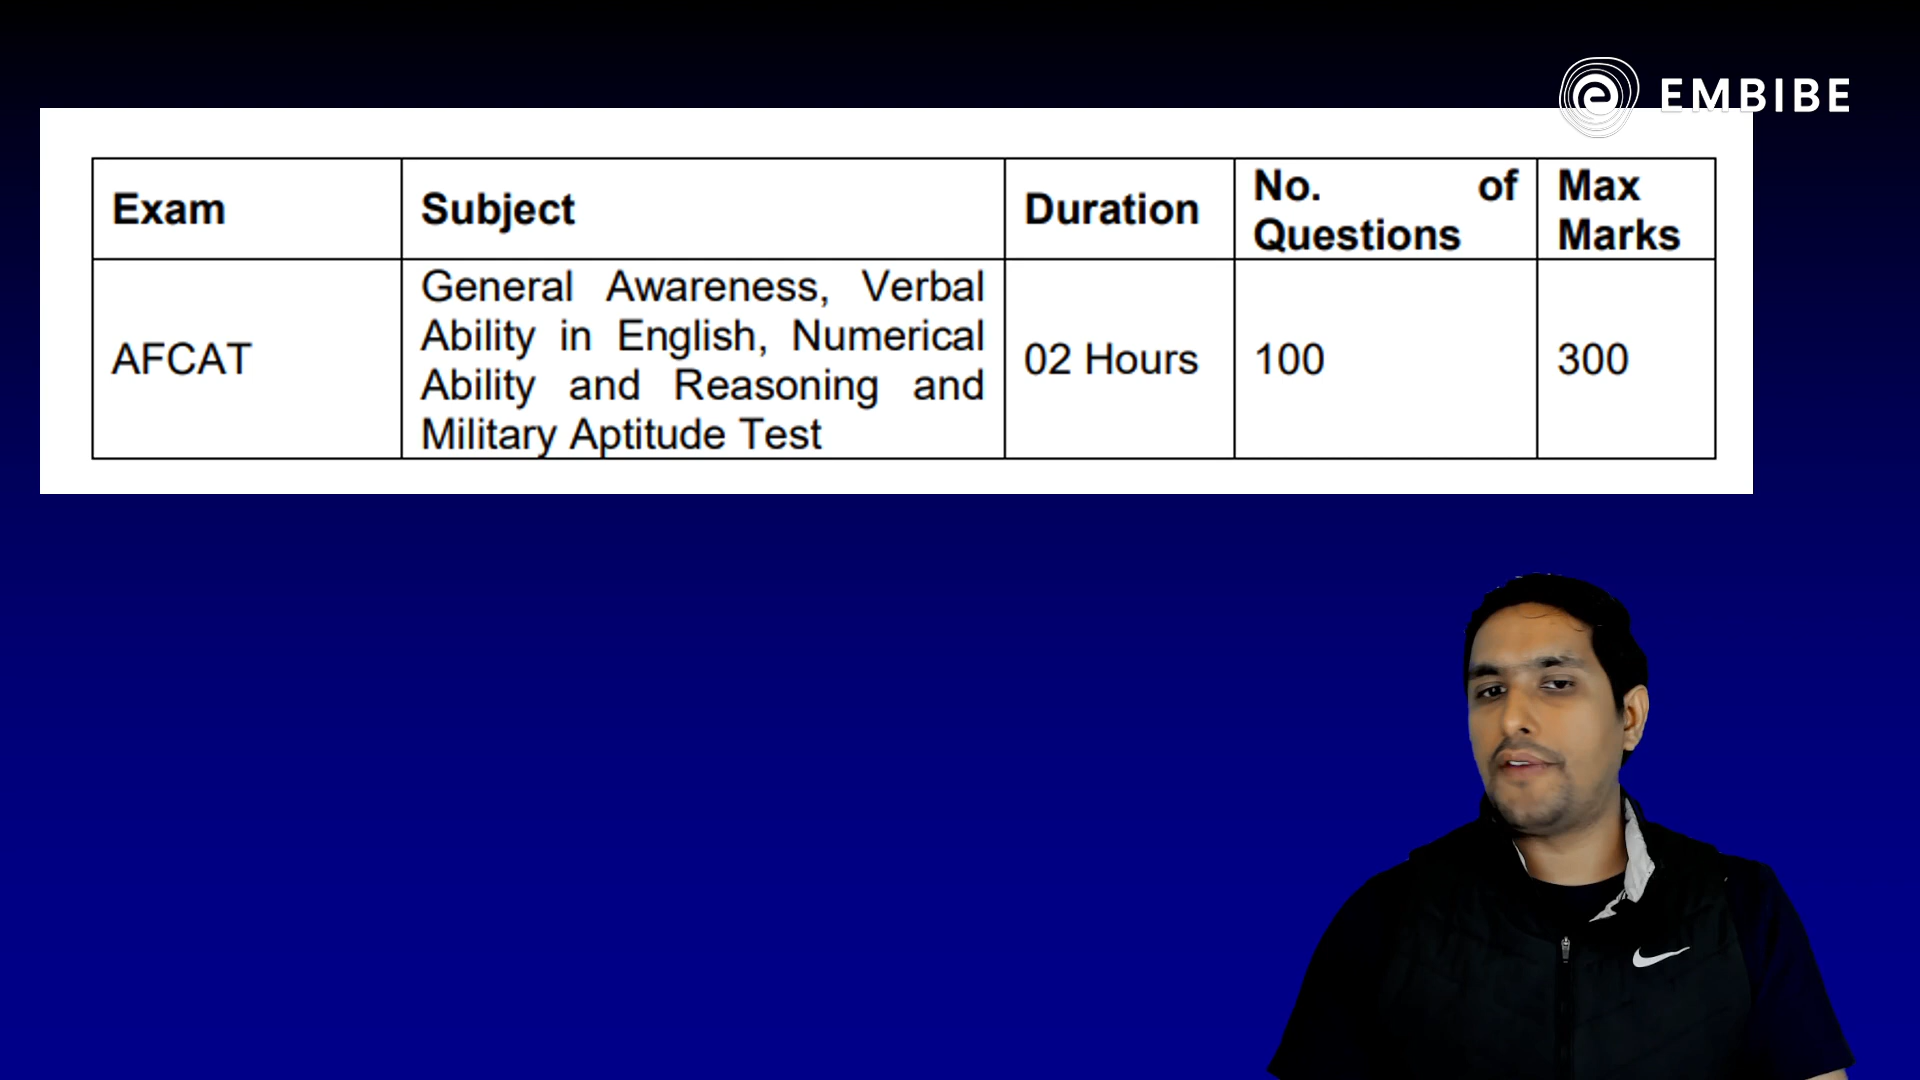 EMBIBE
Exam
Subject
Duration
No. of
Questions
Max
Marks
AFCAT
General Awareness, Verbal
Ability in English, Numerical
Ability and Reasoning and
Military Aptitude Test
02 Hours
100
300